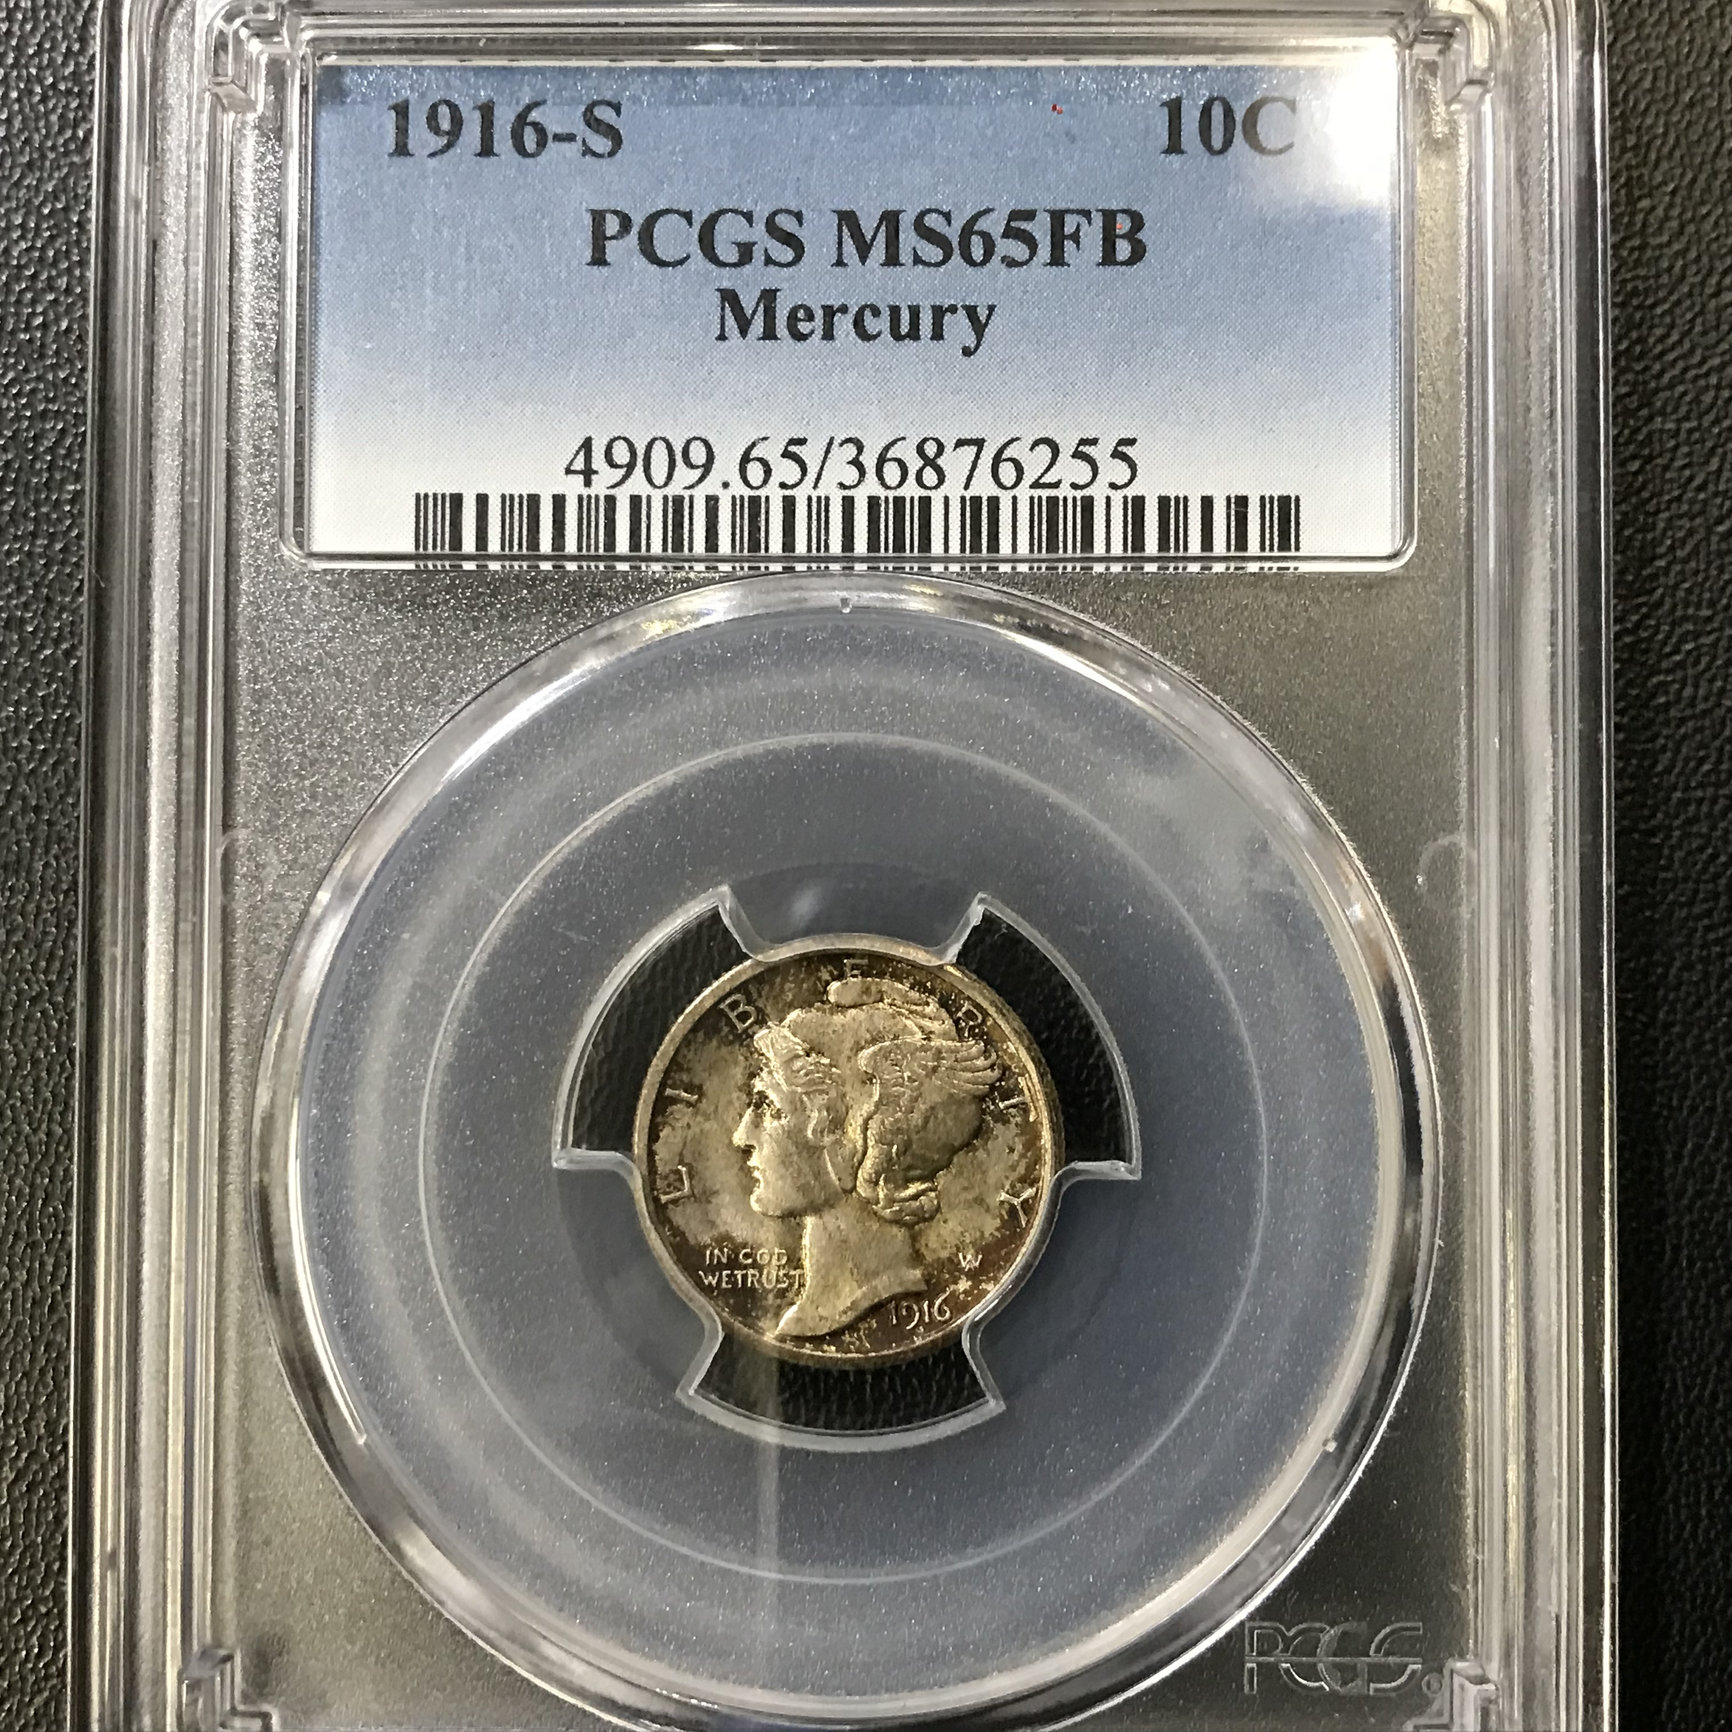 1916-S 10C
PCGS MS65FB
Mercury
4909.65/36876255
LIBERTY
IN GOD
WE TRUST
W
1916
PCGS